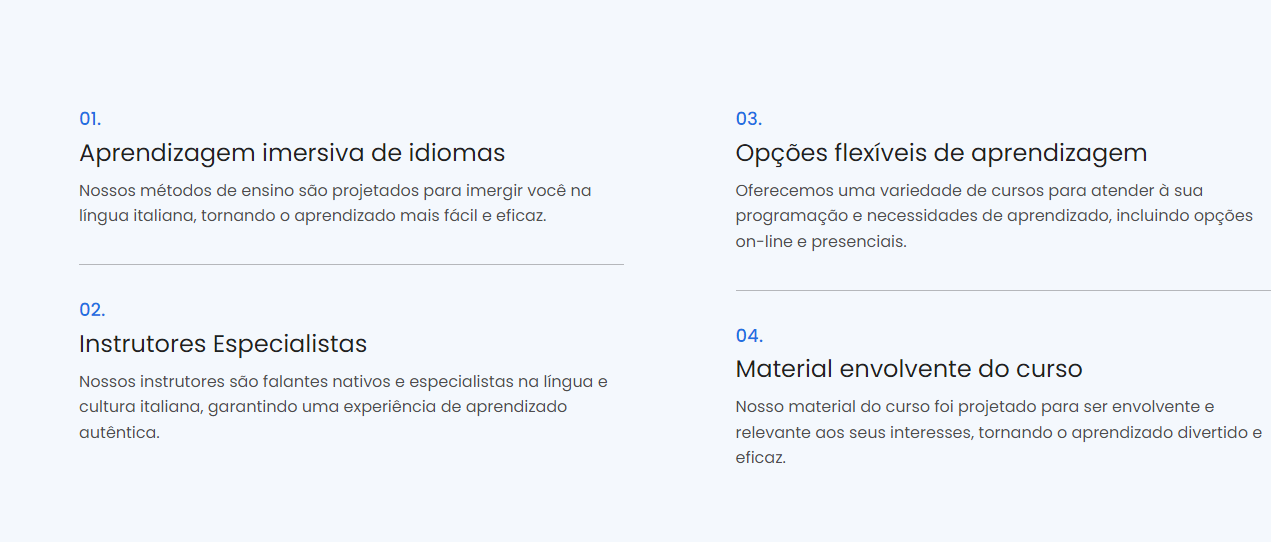 01.
Aprendizagem imersiva de idiomas
Nossos métodos de ensino são projetados para imergir você na
língua italiana, tornando o aprendizado mais fácil e eficaz.
02.
Instrutores Especialistas
Nossos instrutores são falantes nativos e especialistas na língua e
cultura italiana, garantindo uma experiência de aprendizado
autêntica.
03.
Opções flexíveis de aprendizagem
Oferecemos uma variedade de cursos para atender à sua
programação e necessidades de aprendizado, incluindo opções
on-line e presenciais.
04.
Material envolvente do curso
Nosso material do curso foi projetado para ser envolvente e
relevante aos seus interesses, tornando o aprendizado divertido e
eficaz.